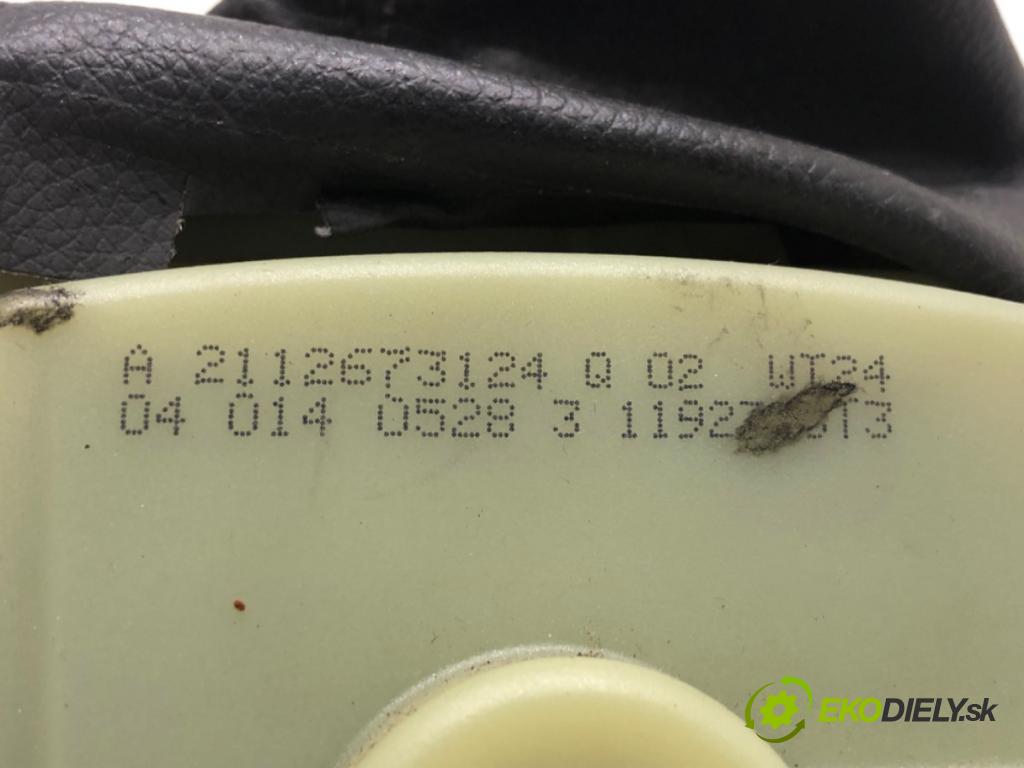 A 2112673124 Q 02 WT24
04 014 0528 3
EKODIELY.sk